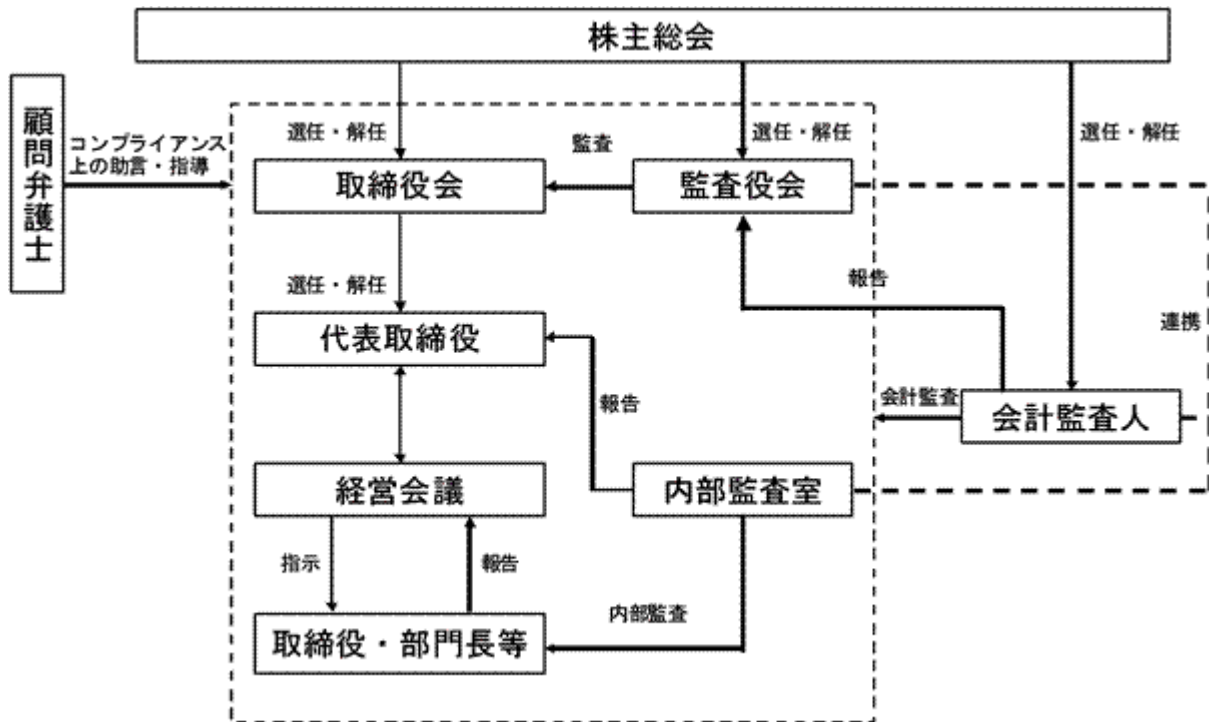 株主総会
顧問弁護士
コンプライアンス
上の助言・指導
選任・解任
監査
選任・解任
選任・解任
取締役会
監査役会
選任・解任
報告
連携
代表取締役
報告
会計監査
会計監査人
経営会議
内部監査室
指示
報告
内部監査
取締役・部門長等